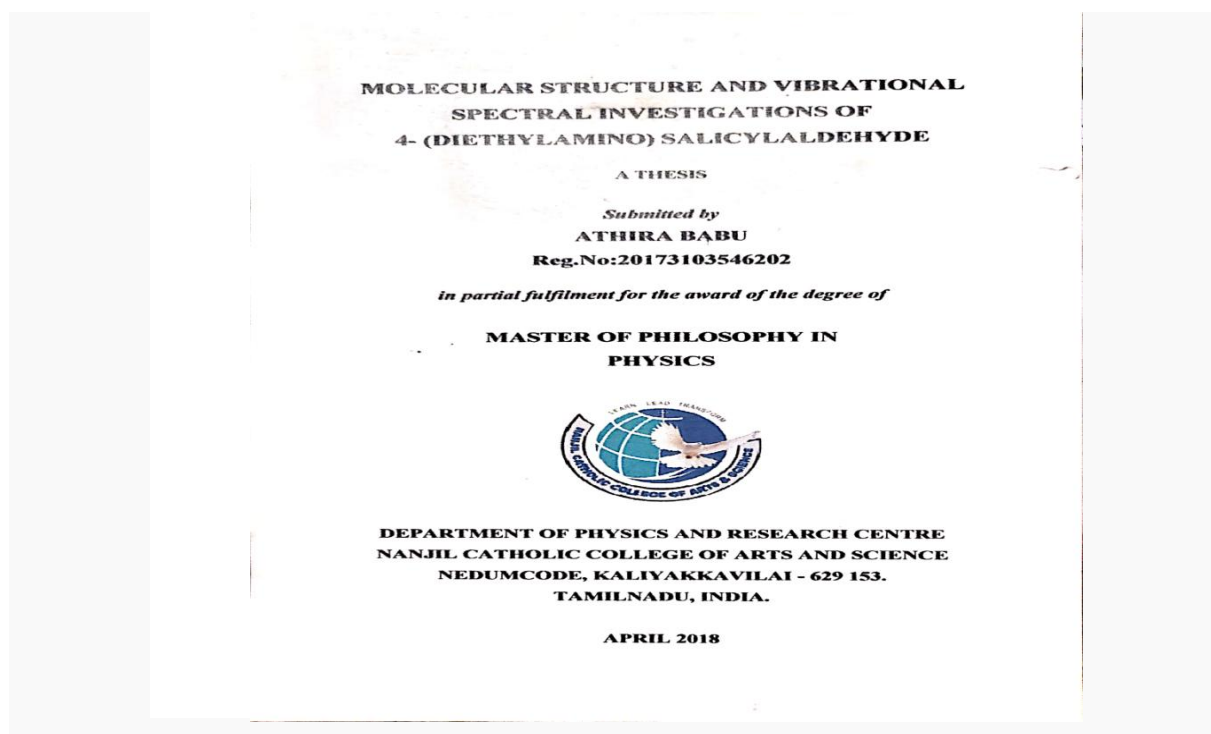 MOLECULAR STRUCTURE AND VIBRATIONAL
SPECTRAL INVESTIGATIONS OF
4- (DIETHYLAMINO) SALICYLALDEHYDE
A THESIS
Submitted by
ATHIRA BABU
Reg.No:20173103546202
in partial fulfilment for the award of the degree of
MASTER OF PHILOSOPHY IN
PHYSICS
LEARN LEAD TRANSFORM
NANJIL CATHOLIC COLLEGE OF ARTS & SCIENCE
DEPARTMENT OF PHYSICS AND RESEARCH CENTRE
NANJIL CATHOLIC COLLEGE OF ARTS AND SCIENCE
NEDUMCODE, KALIYAKKAVILAI - 629 153.
TAMILNADU, INDIA.
APRIL 2018